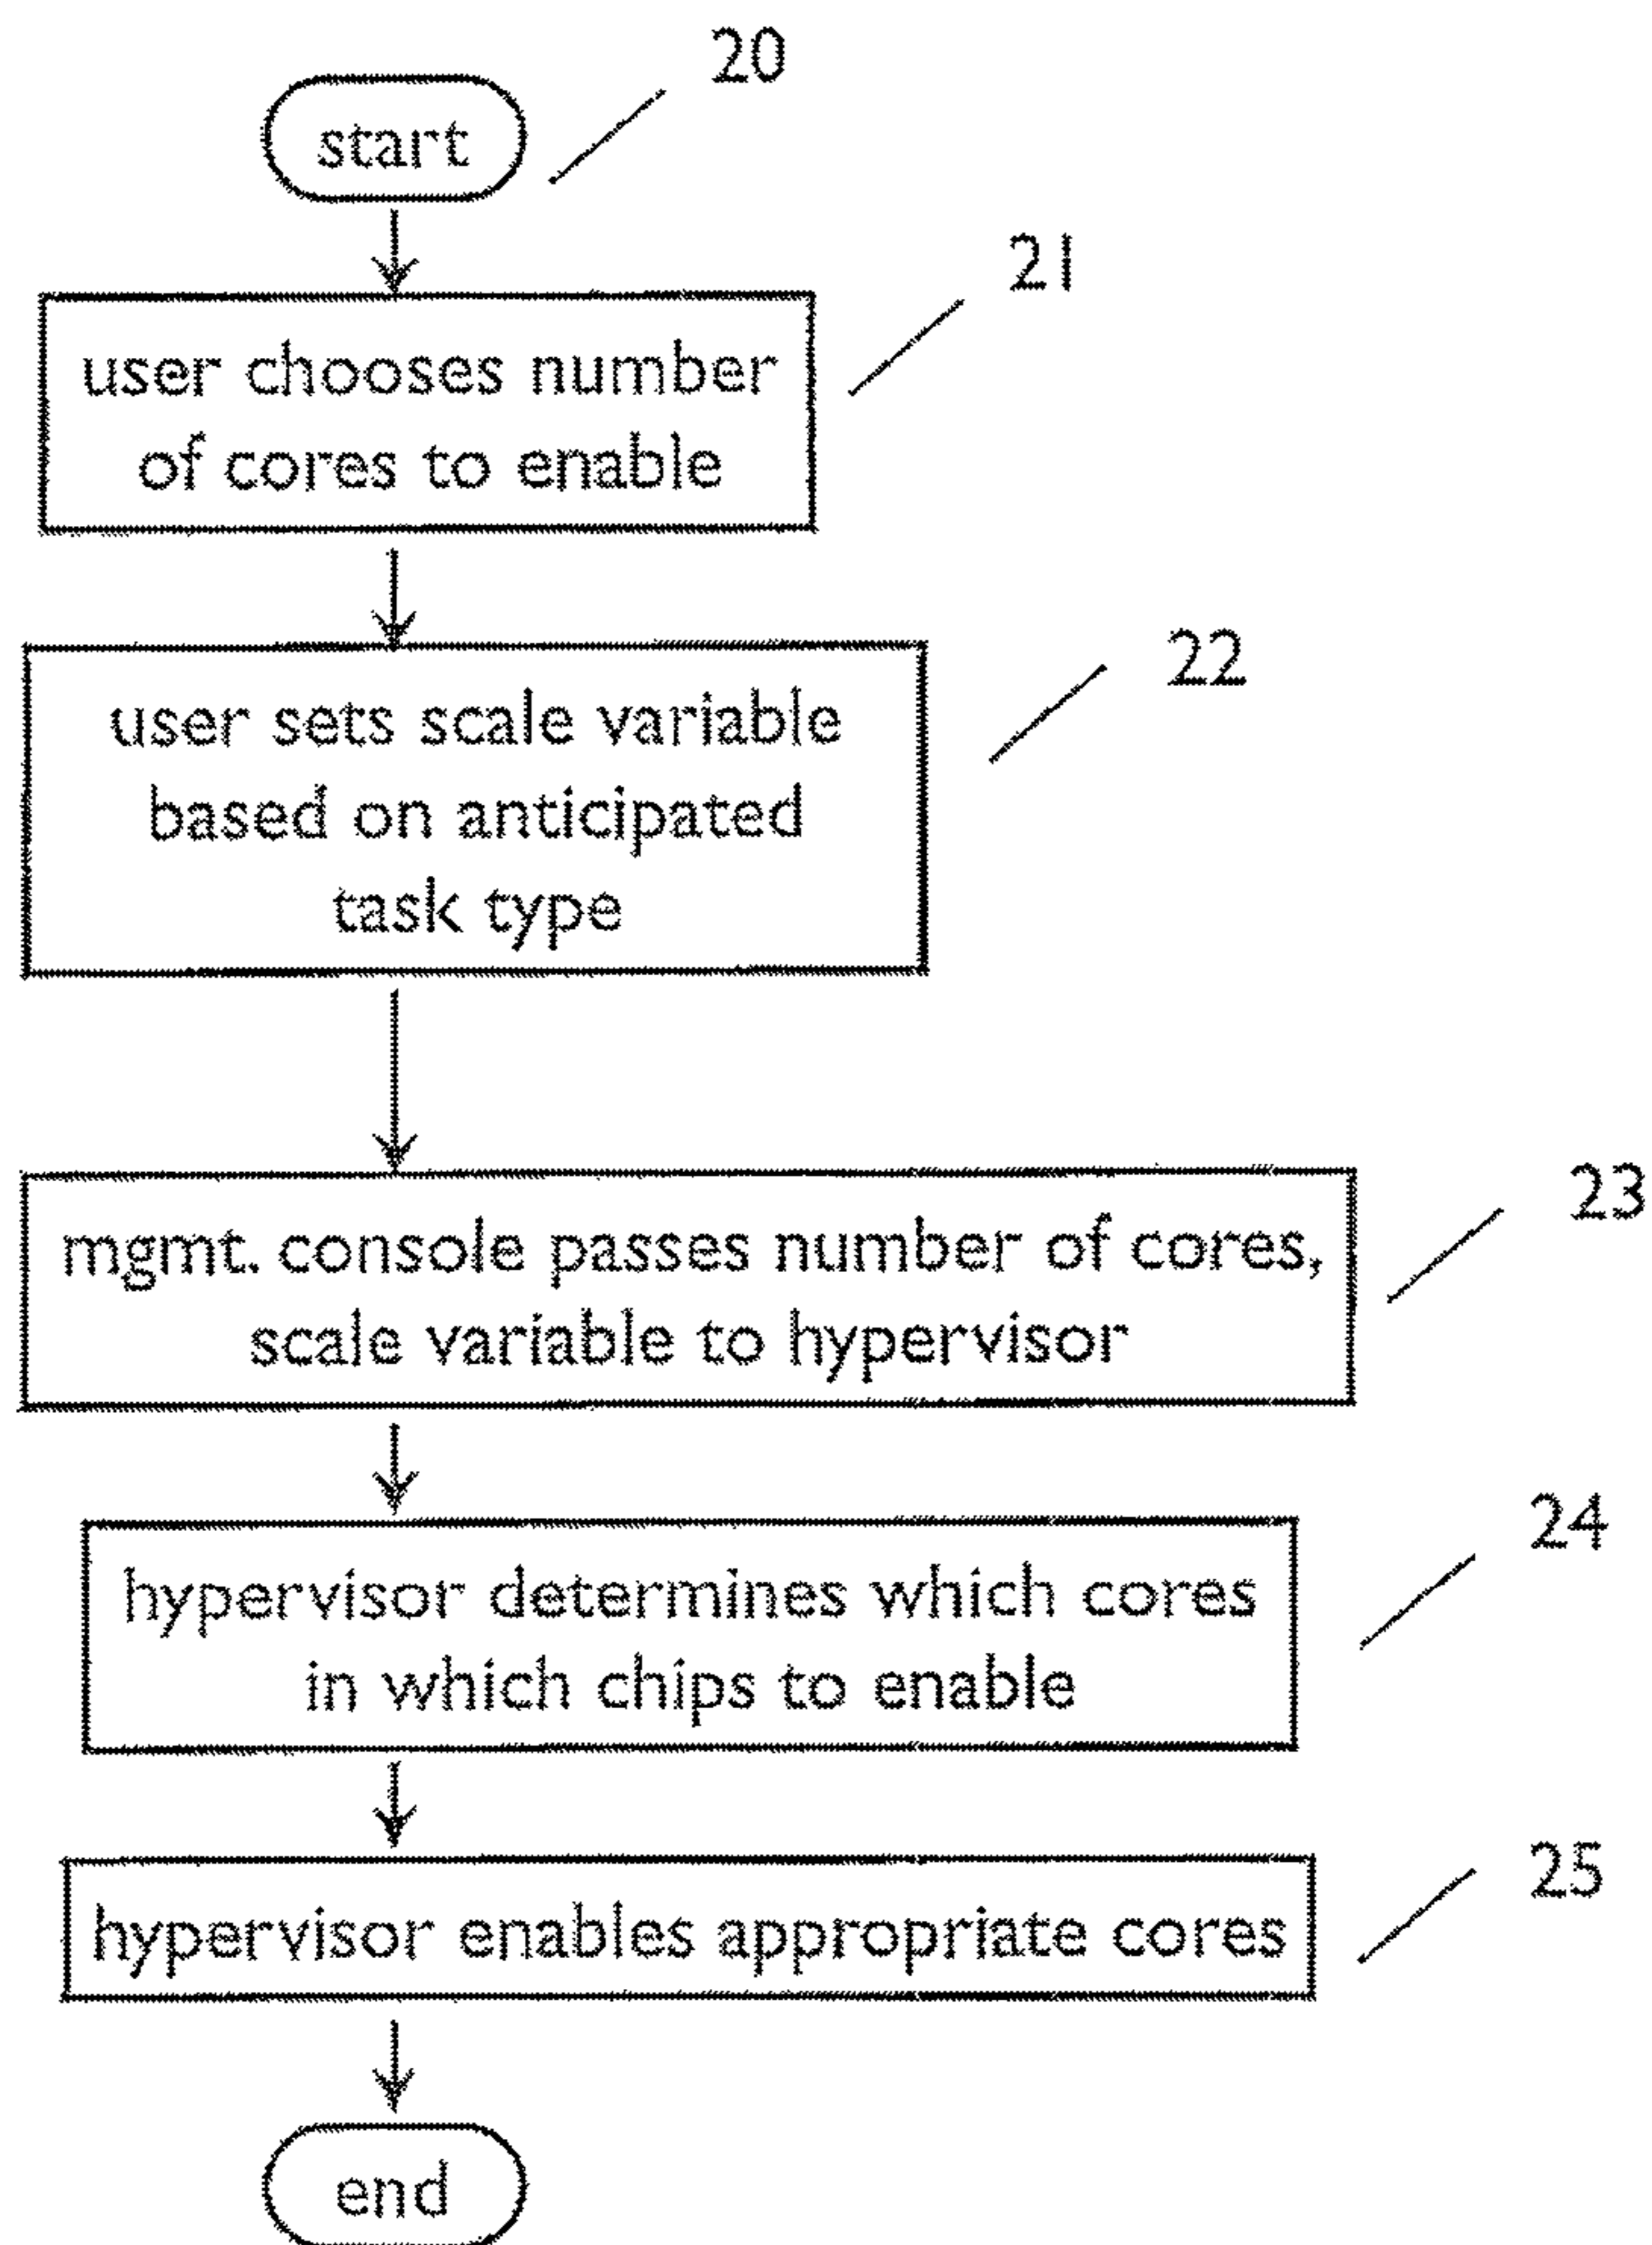 20
start
21
user chooses number
of cores to enable
22
user sets scale variable
based on anticipated
task type
23
mgmt. console passes number of cores,
scale variable to hypervisor
24
hypervisor determines which cores
in which chips to enable
25
hypervisor enables appropriate cores
end